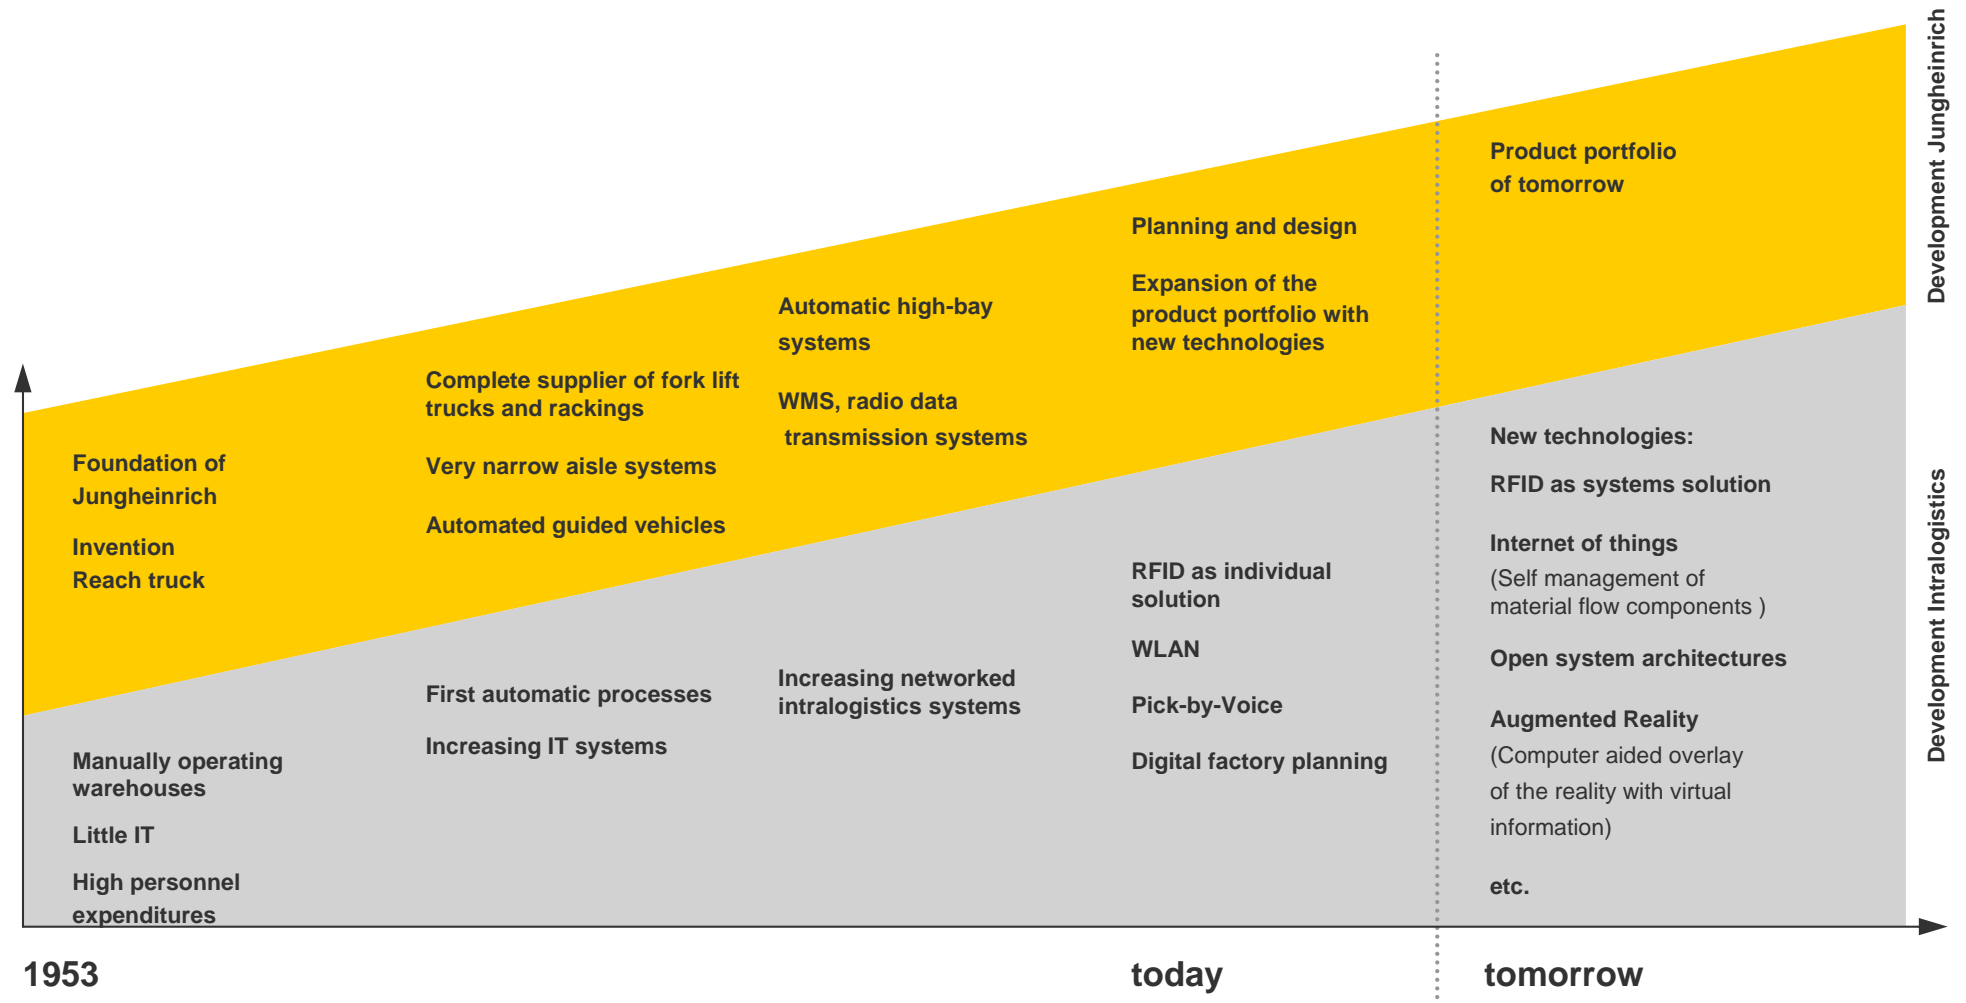 Development Jungheinrich
Product portfolio
of tomorrow
Planning and design
Expansion of the
product portfolio with
new technologies
Automatic high-bay
systems
WMS, radio data
transmission systems
Complete supplier of fork lift
trucks and rackings
Very narrow aisle systems
Automated guided vehicles
Foundation of
Jungheinrich
Invention
Reach truck
Development Intralogistics
Manually operating
warehouses
Little IT
High personnel
expenditures
First automatic processes
Increasing IT systems
Increasing networked
intralogistics systems
RFID as individual
solution
WLAN
Pick-by-Voice
Digital factory planning
New technologies:
RFID as systems solution
Internet of things
(Self management of
material flow components )
Open system architectures
Augmented Reality
(Computer aided overlay
of the reality with virtual
information)
etc.
1953
today
tomorrow